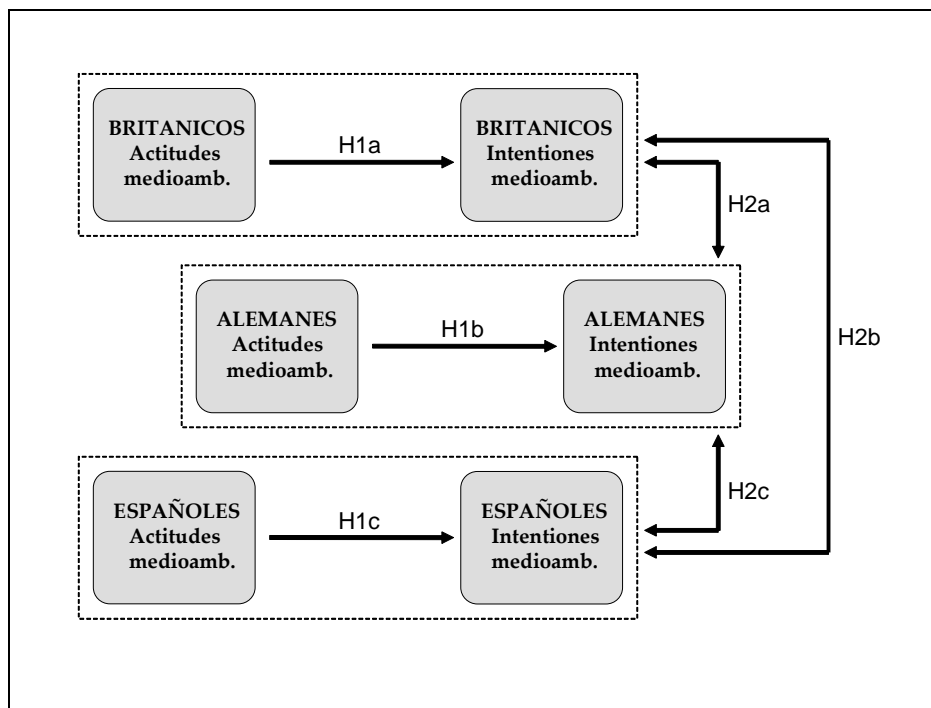 BRITANICOS
Actitudes
medioamb.
H1a
BRITANICOS
Intentiones
medioamb.
H2a
ALEMANES
Actitudes
medioamb.
H1b
ALEMANES
Intentiones
medioamb.
H2b
ESPAÑOLES
Actitudes
medioamb.
H1c
ESPAÑOLES
Intentiones
medioamb.
H2c